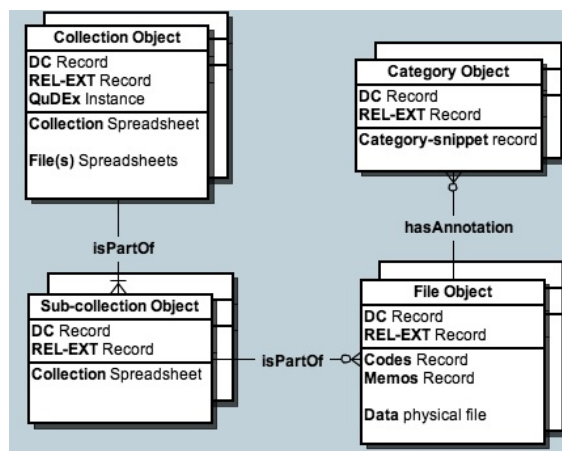 Collection Object
DC Record
REL-EXT Record
QuDEx Instance
Collection Spreadsheet
File(s) Spreadsheets
Category Object
DC Record
REL-EXT Record
Category-snippet record
isPartOf
hasAnnotation
Sub-collection Object
DC Record
REL-EXT Record
Collection Spreadsheet
isPartOf
File Object
DC Record
REL-EXT Record
Codes Record
Memos Record
Data physical file